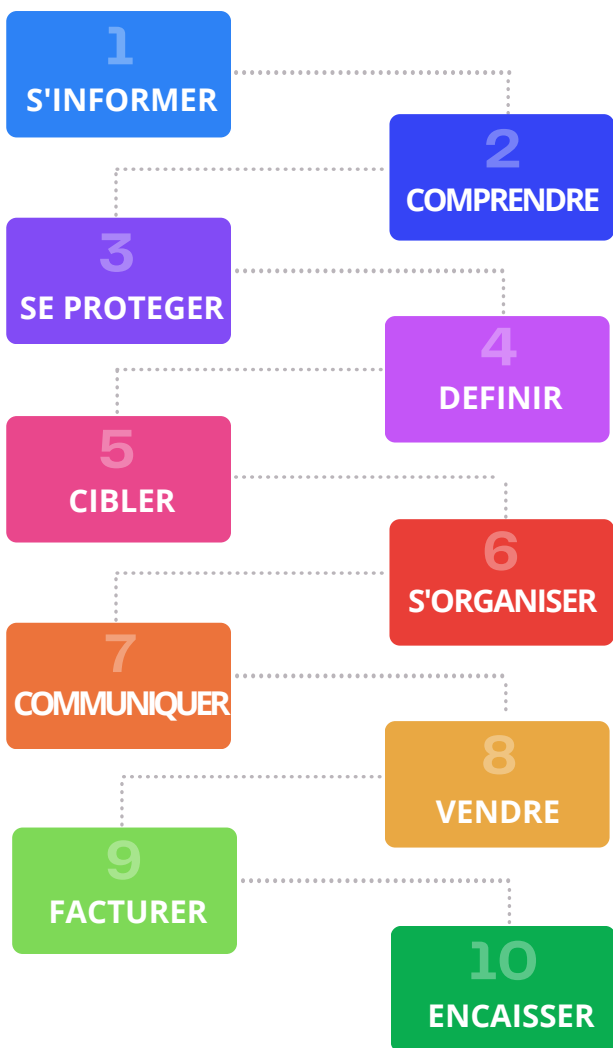 1
S'INFORMER
2
COMPRENDRE
3
SE PROTEGER
4
DEFINIR
5
CIBLER
6
S'ORGANISER
7
COMMUNIQUER
8
VENDRE
9
FACTURER
10
ENCAISSER